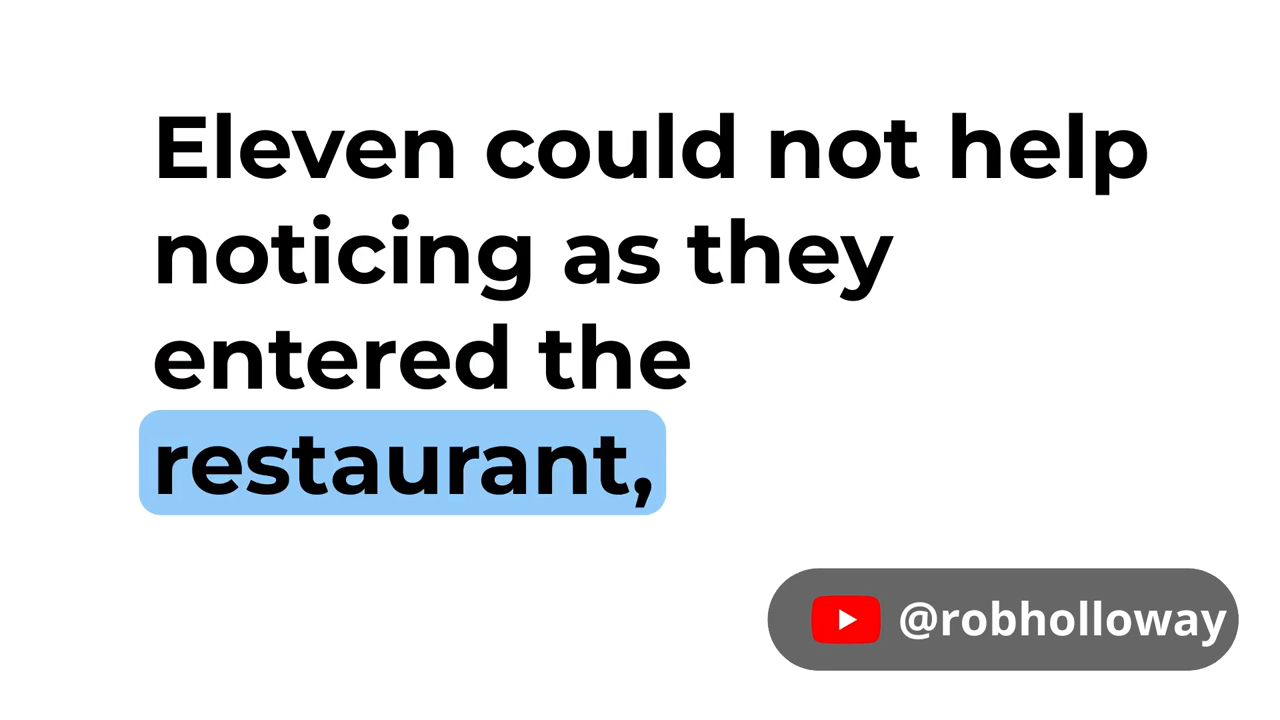 Eleven could not help
noticing as they
entered the
restaurant,
@robholloway